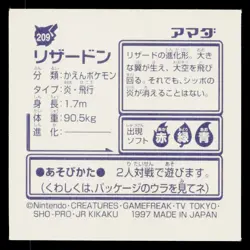 209
アマダ
リザードン
分類:かえんポケモン
タイプ:炎・飛行
身長:1.7m
体重:90.5kg
進化:――
リザードの進化形。大きな翼が生え、大空を飛び回る。それでも、シッポの炎が消えることはない。
出現ソフト 赤 緑 青
●あそびかた● 2人対戦で遊びます。
(くわしくは、パッケージのウラを見てネ)
©Nintendo,CREATURES,GAMEFREAK・TV TOKYO・
SHO-PRO・JR KIKAKU 1997 MADE IN JAPAN